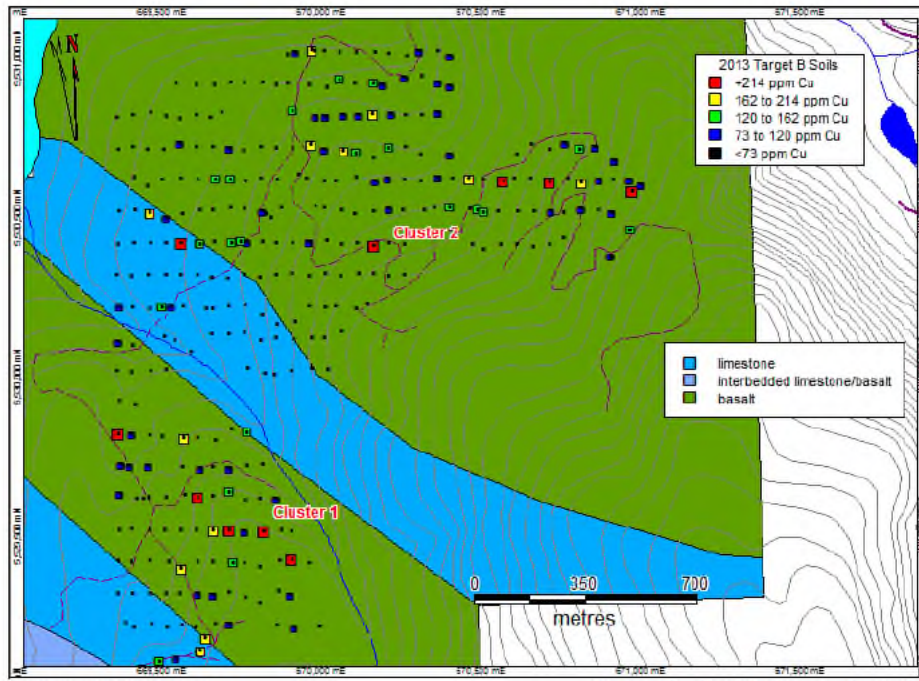 mE 669,500 mE 670,000 mE 670,500 mE 671,000 mE 671,500 mE
N
2013 Target B Soils
+214 ppm Cu
162 to 214 ppm Cu
120 to 162 ppm Cu
73 to 120 ppm Cu
<73 ppm Cu
Cluster 2
limestone
interbedded limestone/basalt
basalt
Cluster 1
0 350 700
metres
669,500 mE 670,000 mE 670,500 mE 671,000 mE 671,500 mE